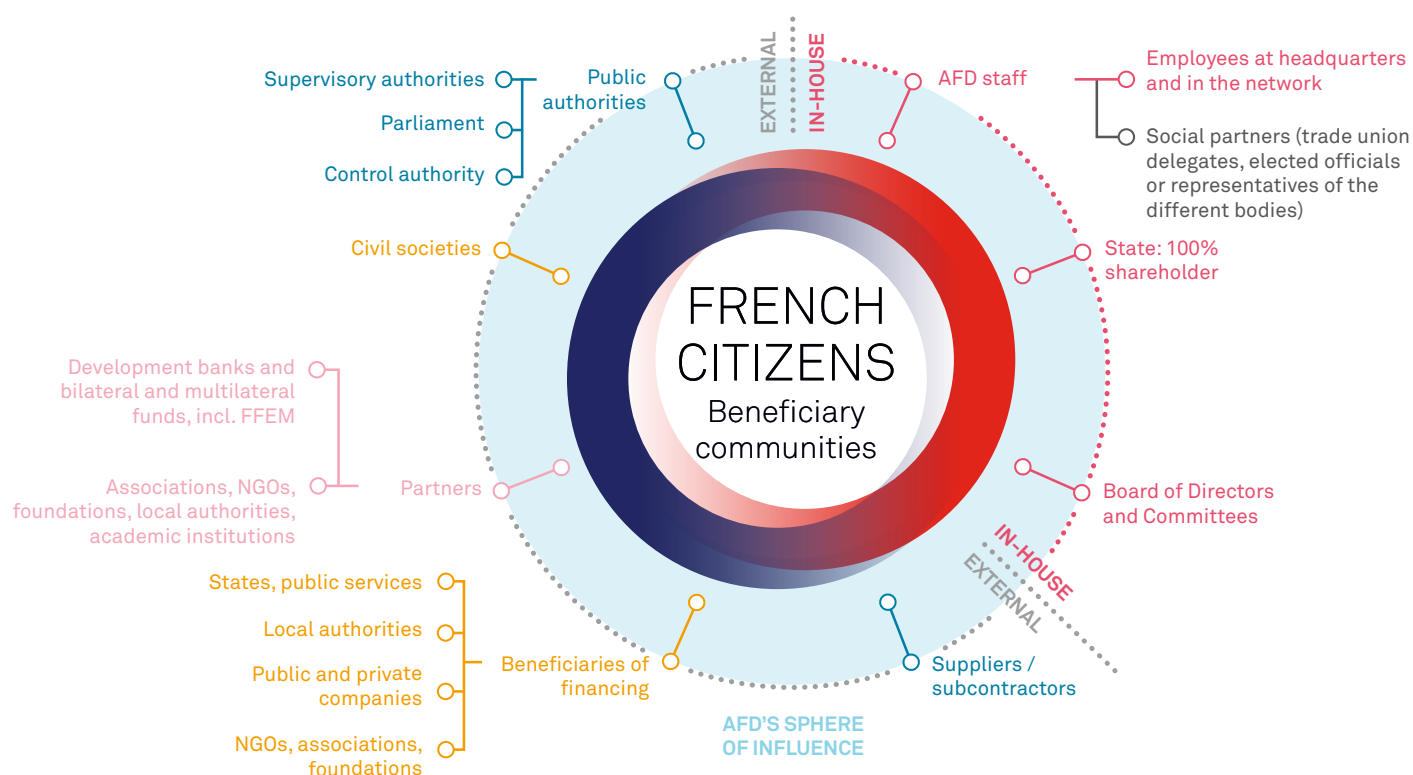 EXTERNAL
IN-HOUSE
Supervisory authorities
Parliament
Control authority
Public
authorities
AFD staff
Employees at headquarters
and in the network
Social partners (trade union
delegates, elected officials
or representatives of the
different bodies)
Civil societies
State: 100%
shareholder
FRENCH
CITIZENS
Beneficiary
communities
Development banks and
bilateral and multilateral
funds, incl. FFEM
Associations, NGOs,
foundations, local authorities,
academic institutions
Partners
Board of Directors
and Committees
IN-HOUSE
EXTERNAL
States, public services
Local authorities
Public and private
companies
NGOs, associations,
foundations
Beneficiaries of
financing
Suppliers /
subcontractors
AFD'S SPHERE
OF INFLUENCE